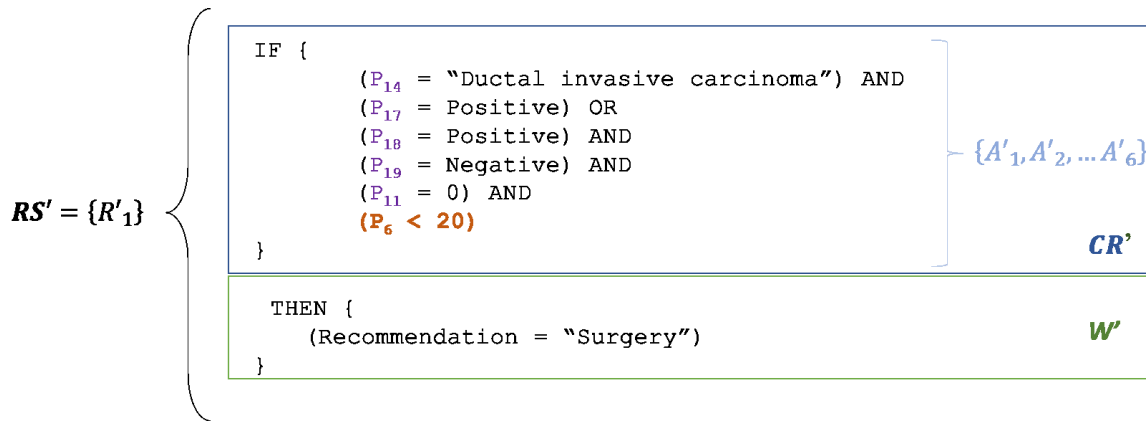 RS' = {R'₁}
IF {
(P₁₄ = “Ductal invasive carcinoma”) AND
(P₁₇ = Positive) OR
(P₁₈ = Positive) AND
(P₁₉ = Negative) AND
(P₁₁ = 0) AND
(P₆ < 20)
}
{A'₁, A'₂, … A'₆}
CR’
THEN {
(Recommendation = “Surgery”)
}
W’